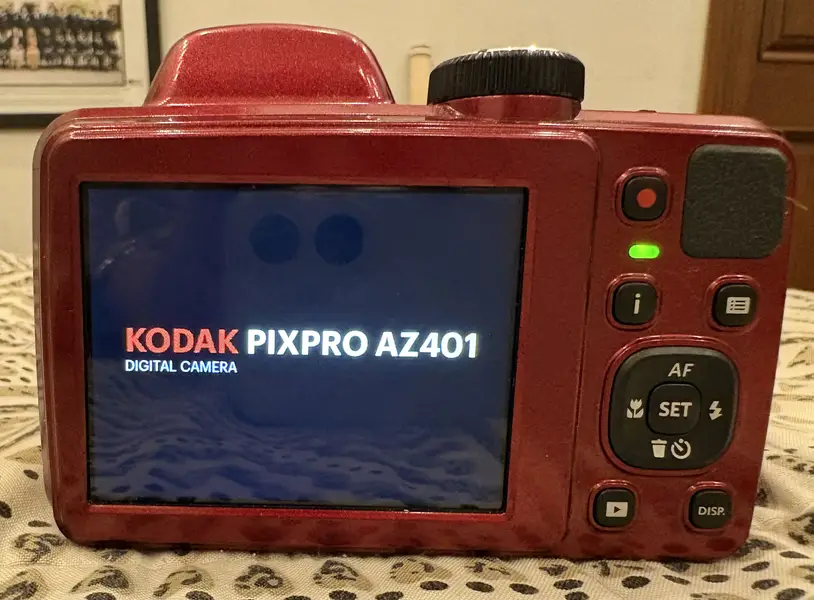 KODAK PIXPRO AZ401
DIGITAL CAMERA
i
AF
SET
DISP.